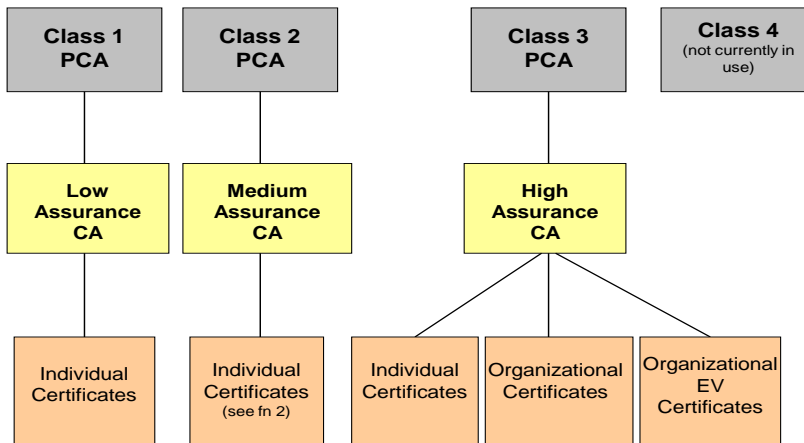 Class 1
PCA
Class 2
PCA
Class 3
PCA
Class 4
(not currently in
use)
Low
Assurance
CA
Medium
Assurance
CA
High
Assurance
CA
Individual
Certificates
Individual
Certificates
(see fn 2)
Individual
Certificates
Organizational
Certificates
Organizational
EV
Certificates